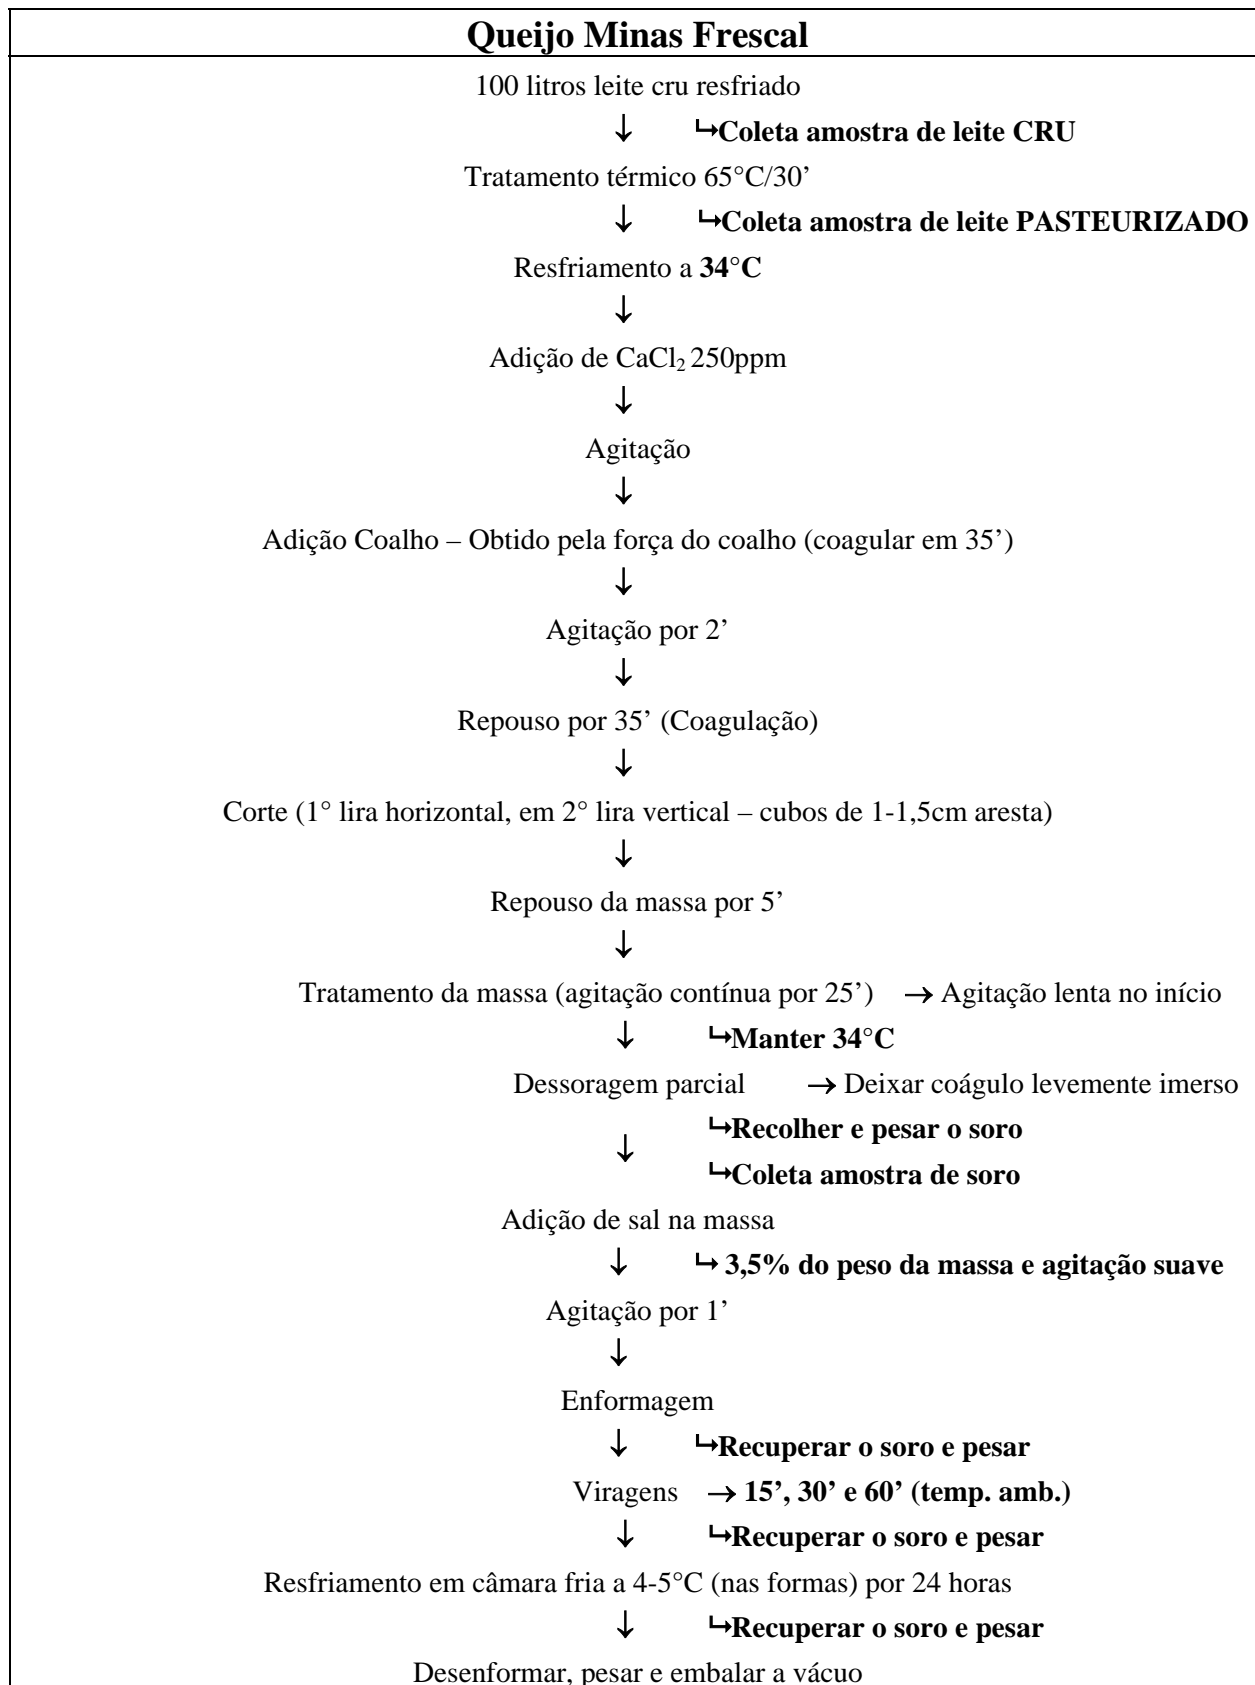 Queijo Minas Frescal
100 litros leite cru resfriado
↓ ↳Coleta amostra de leite CRU
Tratamento térmico 65°C/30’
↓ ↳Coleta amostra de leite PASTEURIZADO
Resfriamento a 34°C
↓
Adição de CaCl₂ 250ppm
↓
Agitação
↓
Adição Coalho – Obtido pela força do coalho (coagular em 35’)
↓
Agitação por 2’
↓
Repouso por 35’ (Coagulação)
↓
Corte (1° lira horizontal, em 2° lira vertical – cubos de 1-1,5cm aresta)
↓
Repouso da massa por 5’
↓
Tratamento da massa (agitação contínua por 25’) → Agitação lenta no início
↓ ↳Manter 34°C
Dessoragem parcial → Deixar coágulo levemente imerso
↳Recolher e pesar o soro
↓
↳Coleta amostra de soro
Adição de sal na massa
↓ ↳ 3,5% do peso da massa e agitação suave
Agitação por 1’
↓
Enformagem
↓ ↳Recuperar o soro e pesar
Viragens → 15’, 30’ e 60’ (temp. amb.)
↓ ↳Recuperar o soro e pesar
Resfriamento em câmara fria a 4-5°C (nas formas) por 24 horas
↓ ↳Recuperar o soro e pesar
Desenformar, pesar e embalar a vácuo